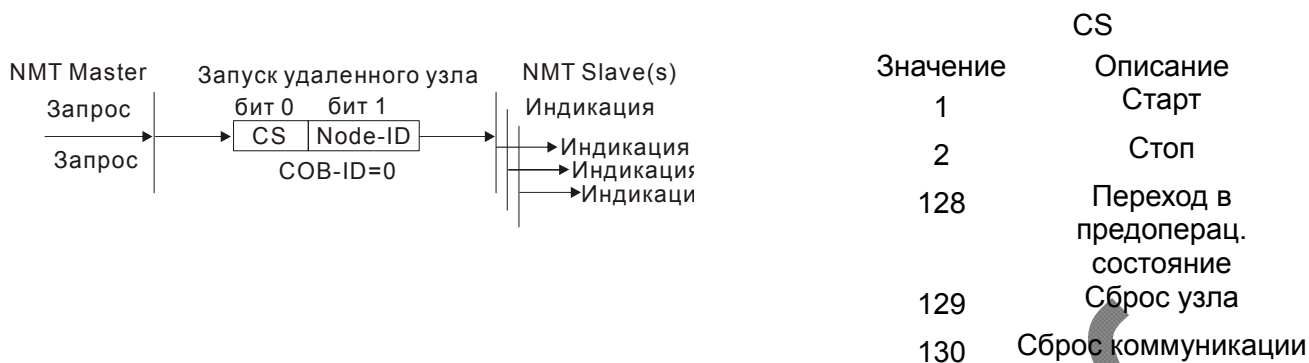 NMT Master
Запуск удаленного узла
NMT Slave(s)
Запрос
бит 0 бит 1
Индикация
CS Node-ID
Запрос
COB-ID=0
Индикация
Индикация
Индикаци
CS
Значение Описание
1 Старт
2 Стоп
128 Переход в
предоперац.
состояние
129 Сброс узла
130 Сброс коммуникации